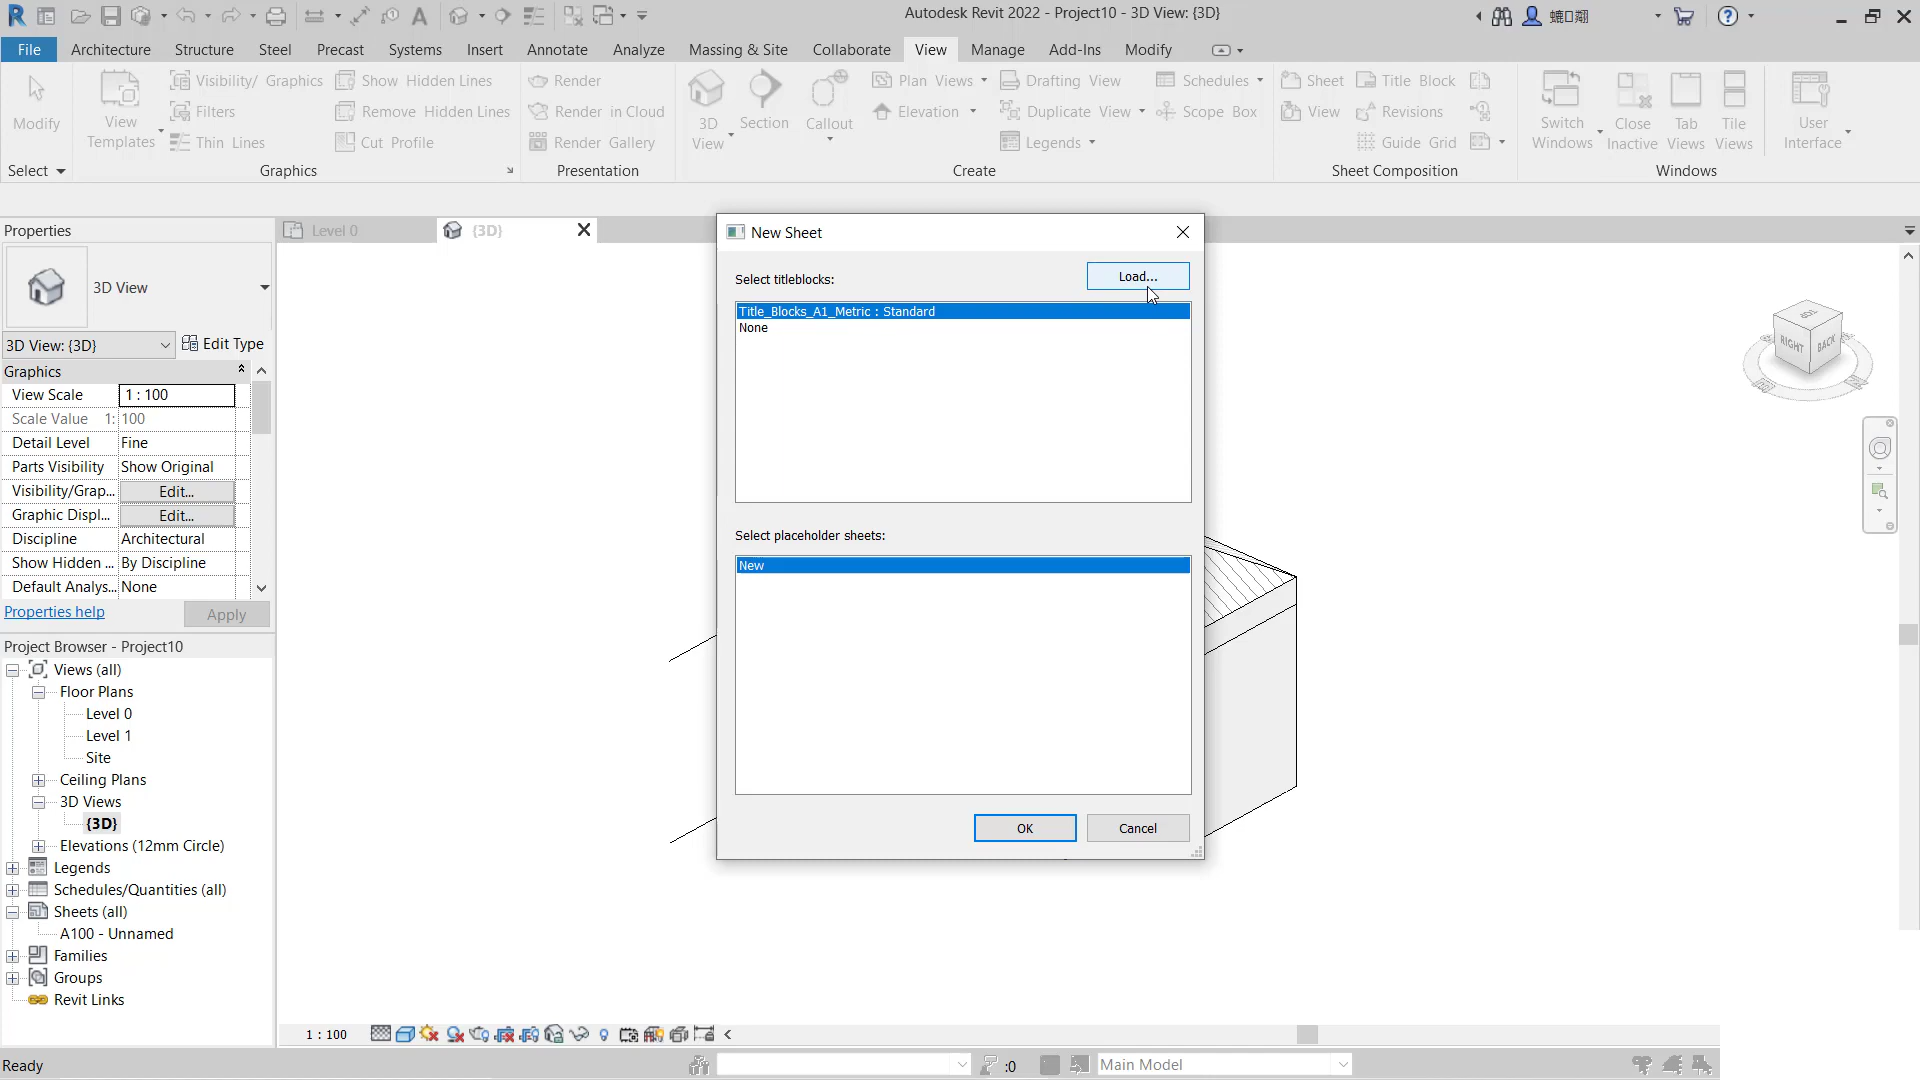 Autodesk Revit 2022 - Project10 - 3D View: {3D}
File Architecture Structure Steel Precast Systems Insert Annotate Analyze Massing & Site Collaborate View Manage Add-Ins Modify
Modify
View Templates
Visibility/ Graphics
Filters
Thin Lines
Show Hidden Lines
Remove Hidden Lines
Cut Profile
Render
Render in Cloud
Render Gallery
3D View
Section
Callout
Plan Views
Elevation
Drafting View
Duplicate View
Legends
Schedules
Scope Box
Sheet
View
Title Block
Revisions
Guide Grid
Switch Windows
Close Inactive
Tab Views
Tile Views
User Interface
Select Graphics Presentation Create Sheet Composition Windows
Properties
Level 0
{3D}
3D View
3D View: {3D}
Edit Type
Graphics
View Scale 1 : 100
Scale Value 1: 100
Detail Level Fine
Parts Visibility Show Original
Visibility/Grap... Edit...
Graphic Displ... Edit...
Discipline Architectural
Show Hidden ... By Discipline
Default Analys... None
Properties help
Apply
Project Browser - Project10
Views (all)
Floor Plans
Level 0
Level 1
Site
Ceiling Plans
3D Views
{3D}
Elevations (12mm Circle)
Legends
Schedules/Quantities (all)
Sheets (all)
A100 - Unnamed
Families
Groups
Revit Links
New Sheet
Select titleblocks:
Load...
Title_Blocks_A1_Metric : Standard
None
Select placeholder sheets:
New
OK
Cancel
TOP
RIGHT
BACK
1 : 100
Ready
:0
Main Model